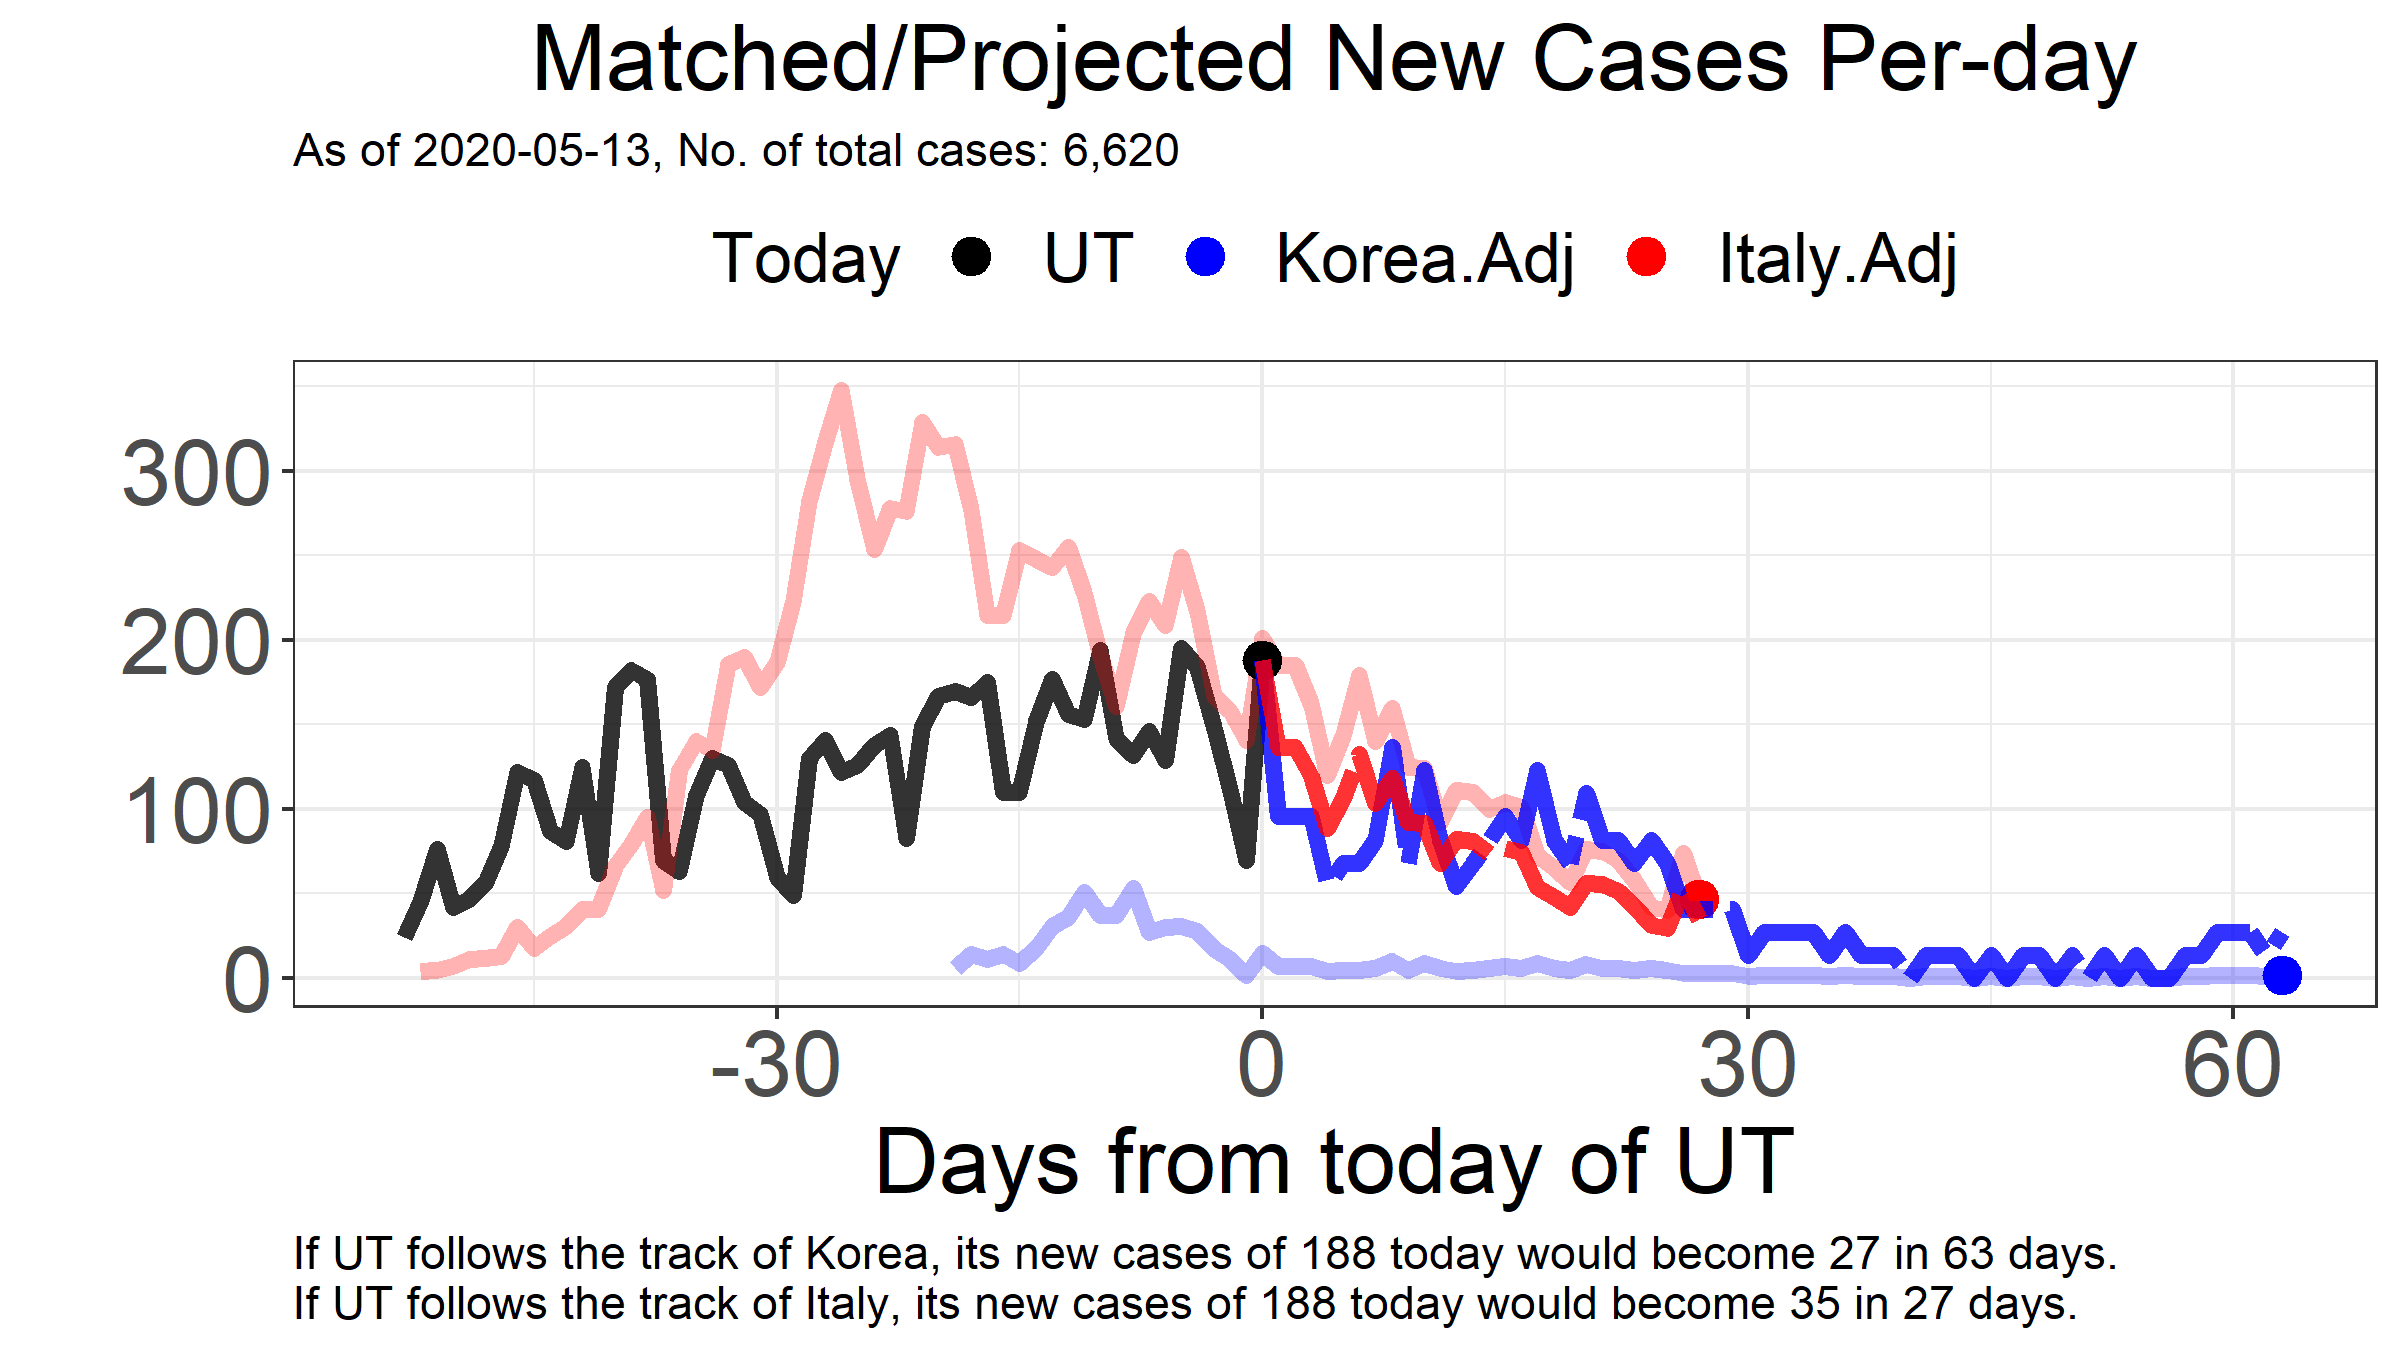 Matched/Projected New Cases Per-day
As of 2020-05-13, No. of total cases: 6,620
Today UT Korea.Adj Italy.Adj
300
200
100
0
-30 0 30 60
Days from today of UT
If UT follows the track of Korea, its new cases of 188 today would become 27 in 63 days.
If UT follows the track of Italy, its new cases of 188 today would become 35 in 27 days.